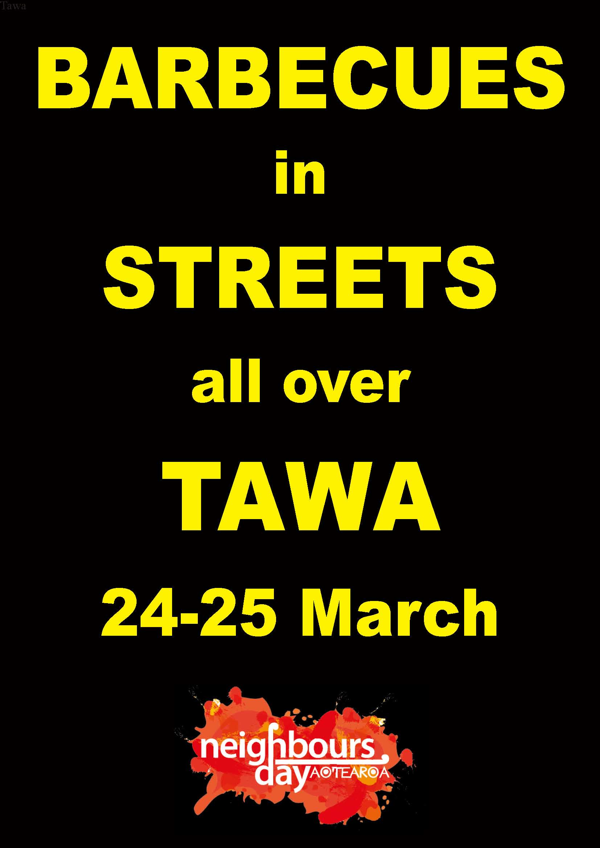 Tawa
BARBECUES
in
STREETS
all over
TAWA
24-25 March
neighbours
day AOTEAROA